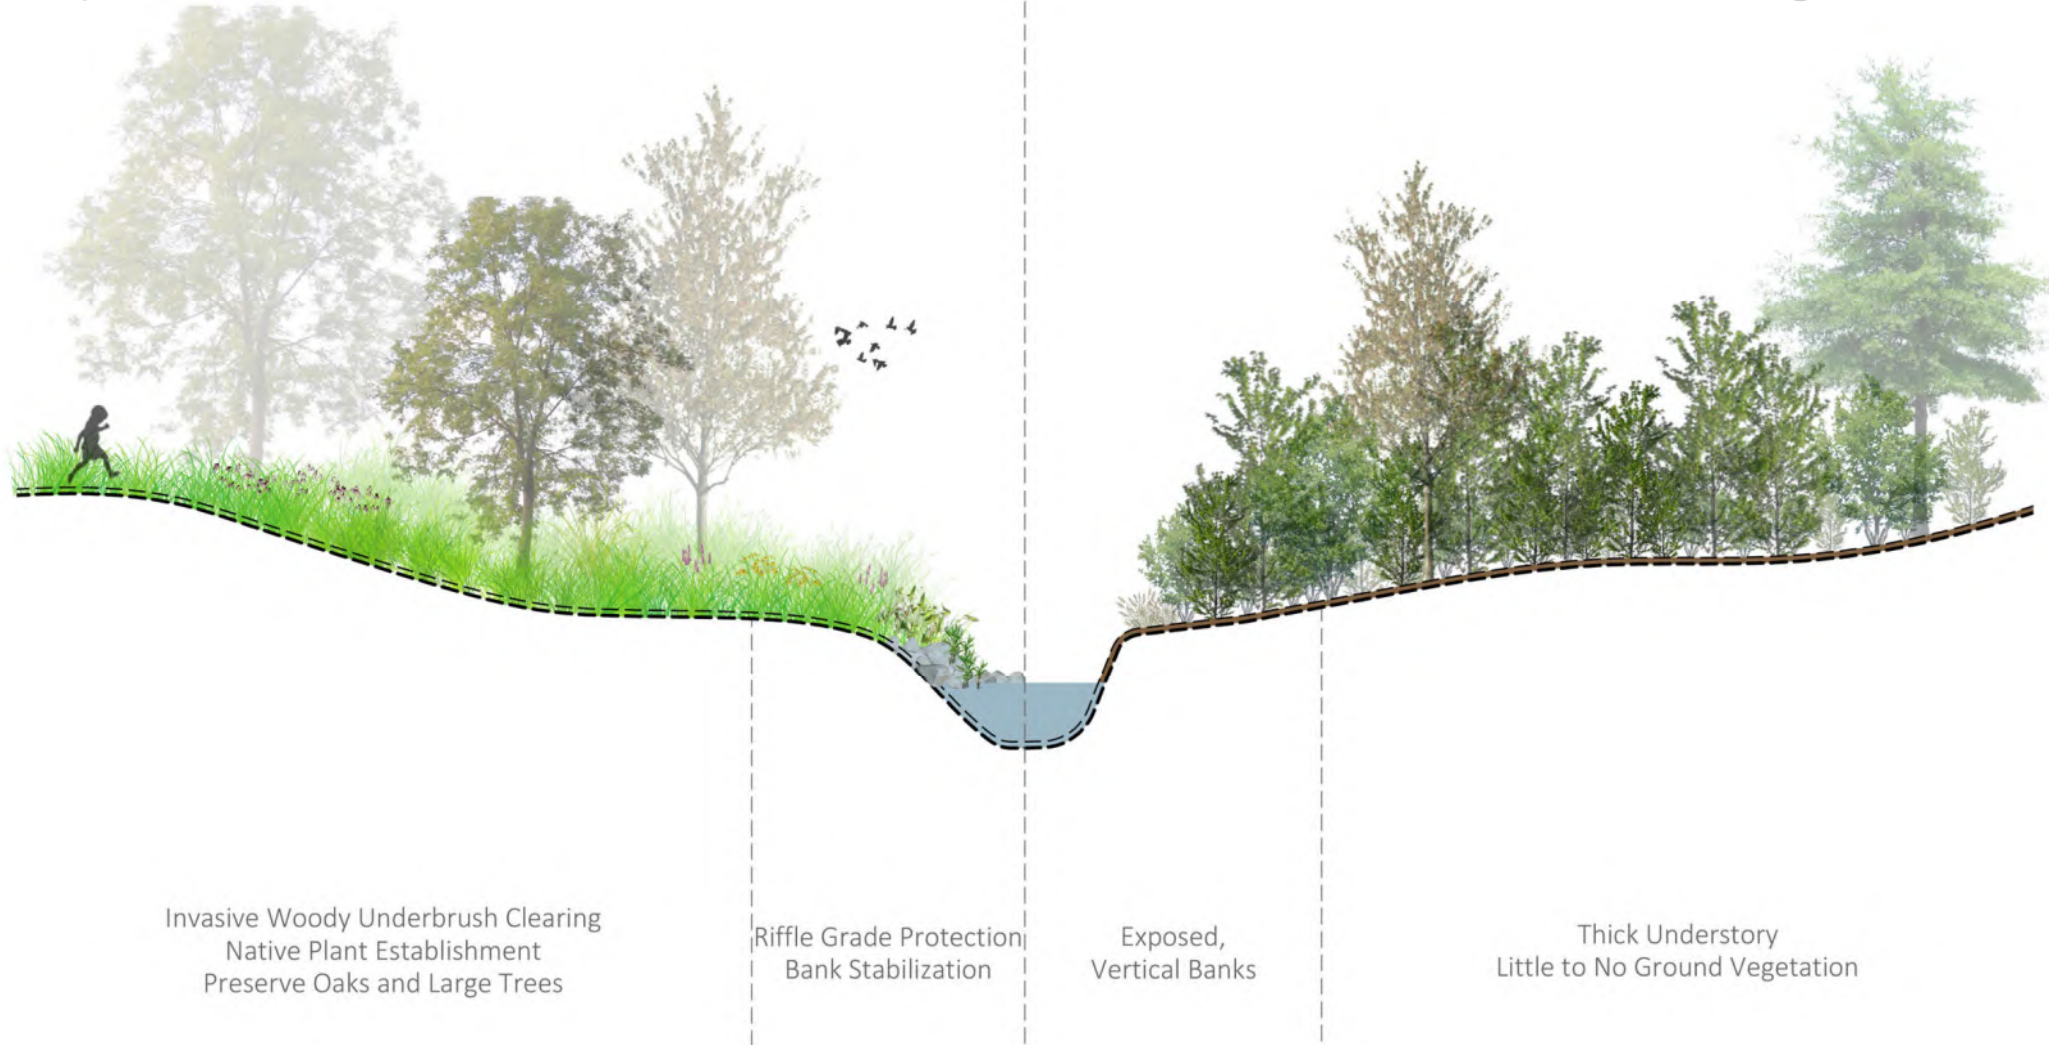 Invasive Woody Underbrush Clearing
Native Plant Establishment
Preserve Oaks and Large Trees
Riffle Grade Protection
Bank Stabilization
Exposed,
Vertical Banks
Thick Understory
Little to No Ground Vegetation